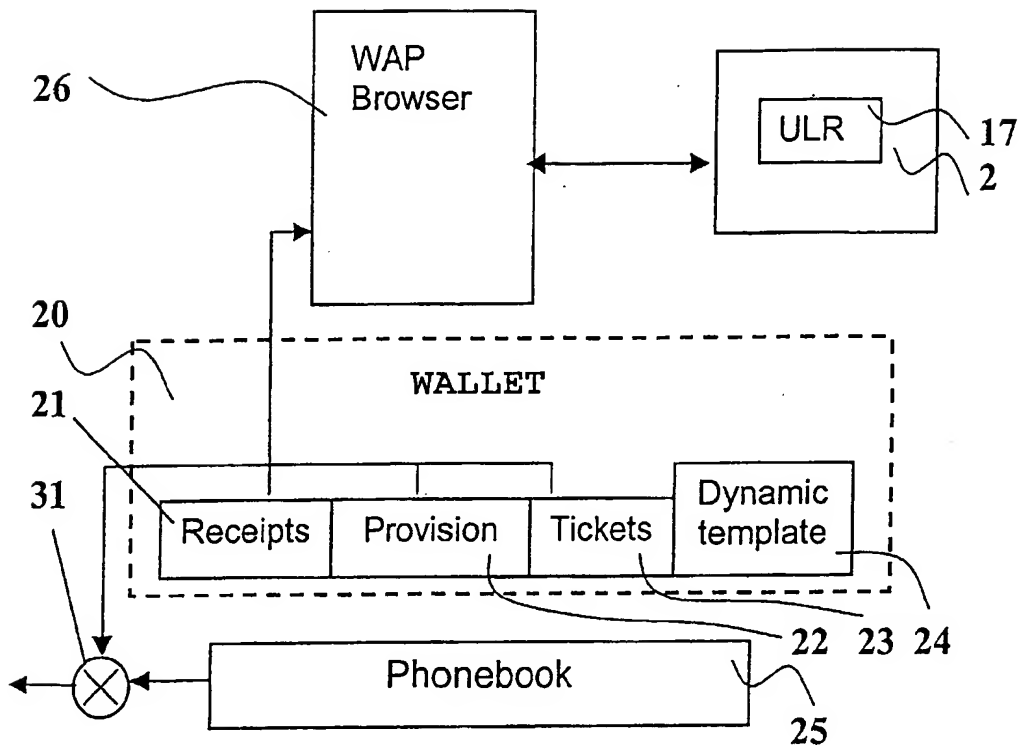 WAP
Browser
26
ULR
17
2
20
WALLET
21
31
Receipts
Provision
Tickets
Dynamic
template
22
23
24
Phonebook
25